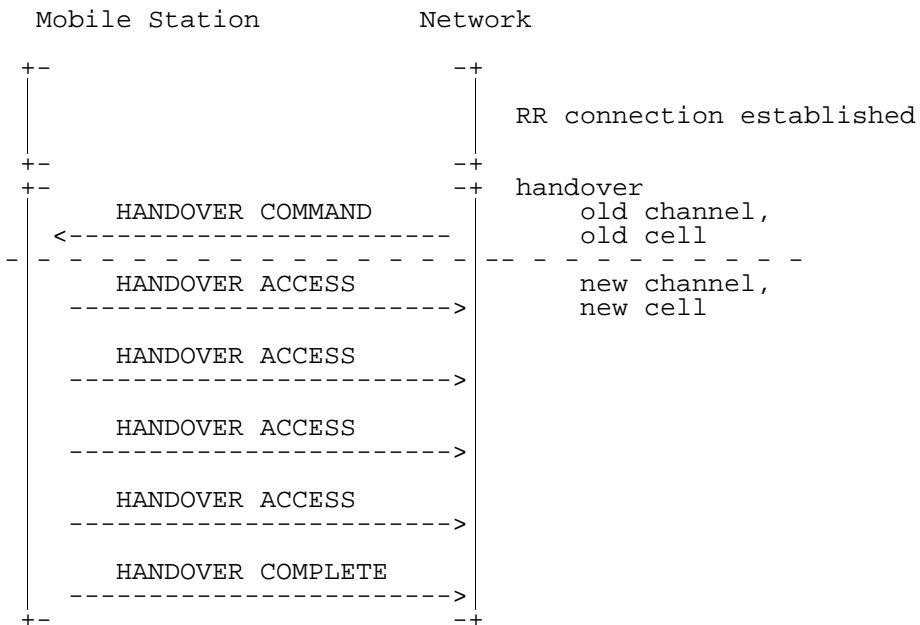 Mobile Station Network
RR connection established
handover
HANDOVER COMMAND old channel,
old cell
HANDOVER ACCESS new channel,
new cell
HANDOVER ACCESS
HANDOVER ACCESS
HANDOVER ACCESS
HANDOVER COMPLETE